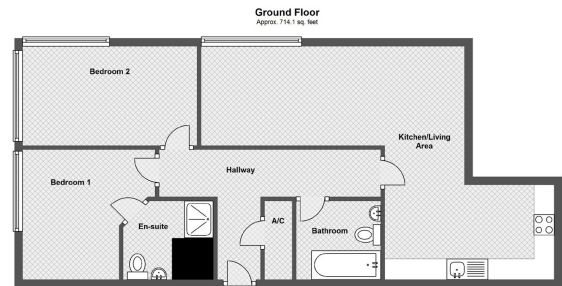 Ground Floor
Approx. 714.1 sq. feet
Bedroom 2
Kitchen/Living
Area
Hallway
Bedroom 1
A/C
En-suite
Bathroom